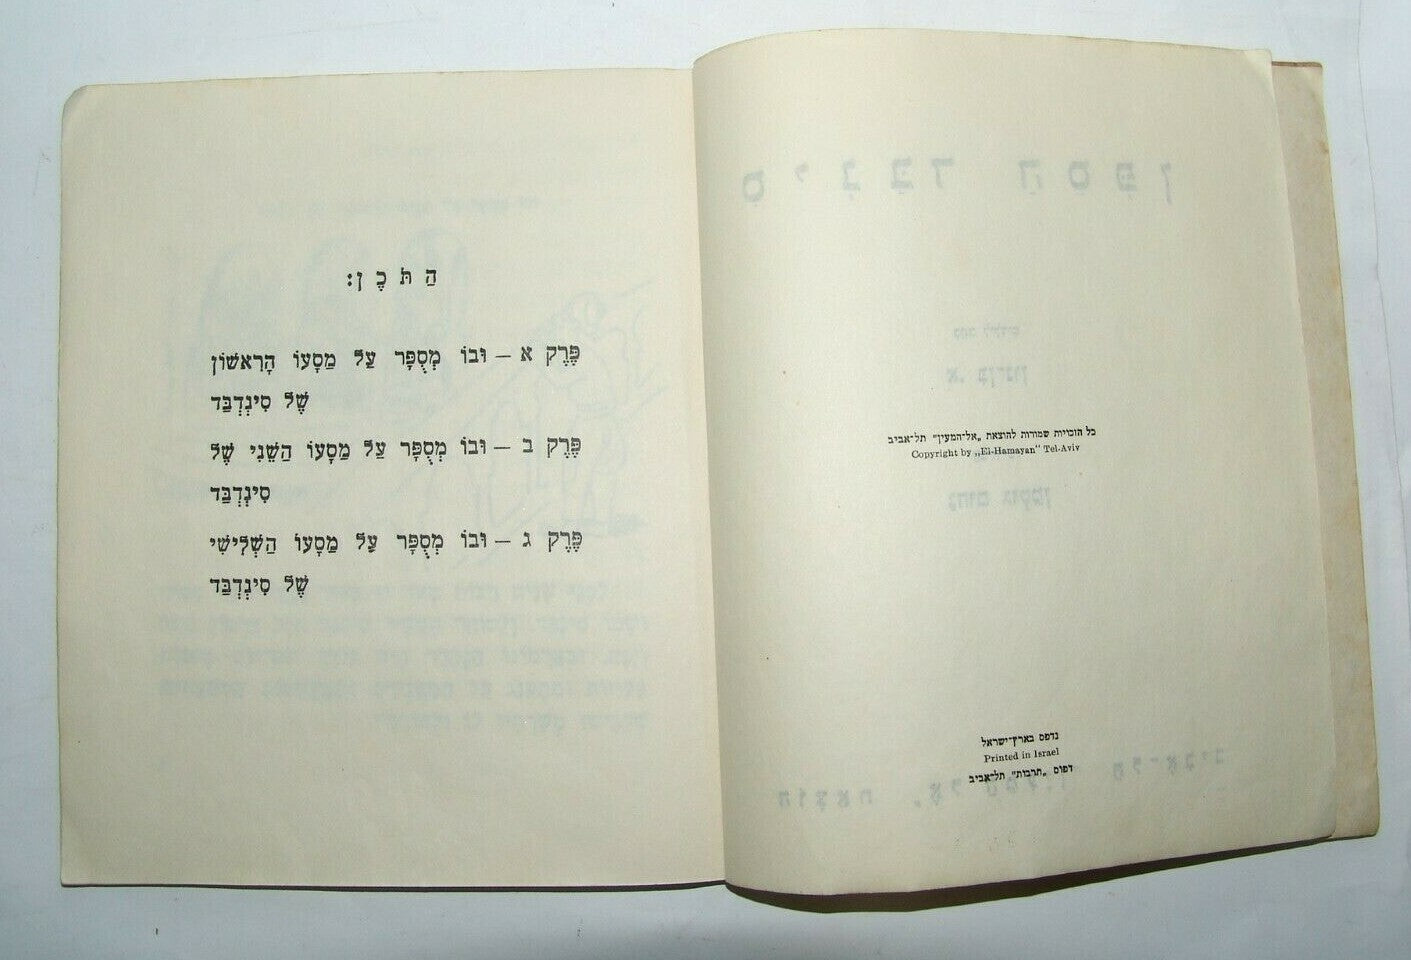 כל הזכויות שמורות להוצאת „אל־המעין" תל־אביב
Copyright by „El-Hamayan" Tel-Aviv
נדפס בארץ־ישראל
Printed in Israel
דפוס „תרבות" תל־אביב
הַתֹּכֶן:
פֶּרֶק א – וּבוֹ מְסֻפָּר עַל מַסָּעוֹ הָרִאשׁוֹן
שֶׁל סִינְדְבַּד
פֶּרֶק ב – וּבוֹ מְסֻפָּר עַל מַסָּעוֹ הַשֵּׁנִי שֶׁל
סִינְדְבַּד
פֶּרֶק ג – וּבוֹ מְסֻפָּר עַל מַסָּעוֹ הַשְּׁלִישִׁי
שֶׁל סִינְדְבַּד